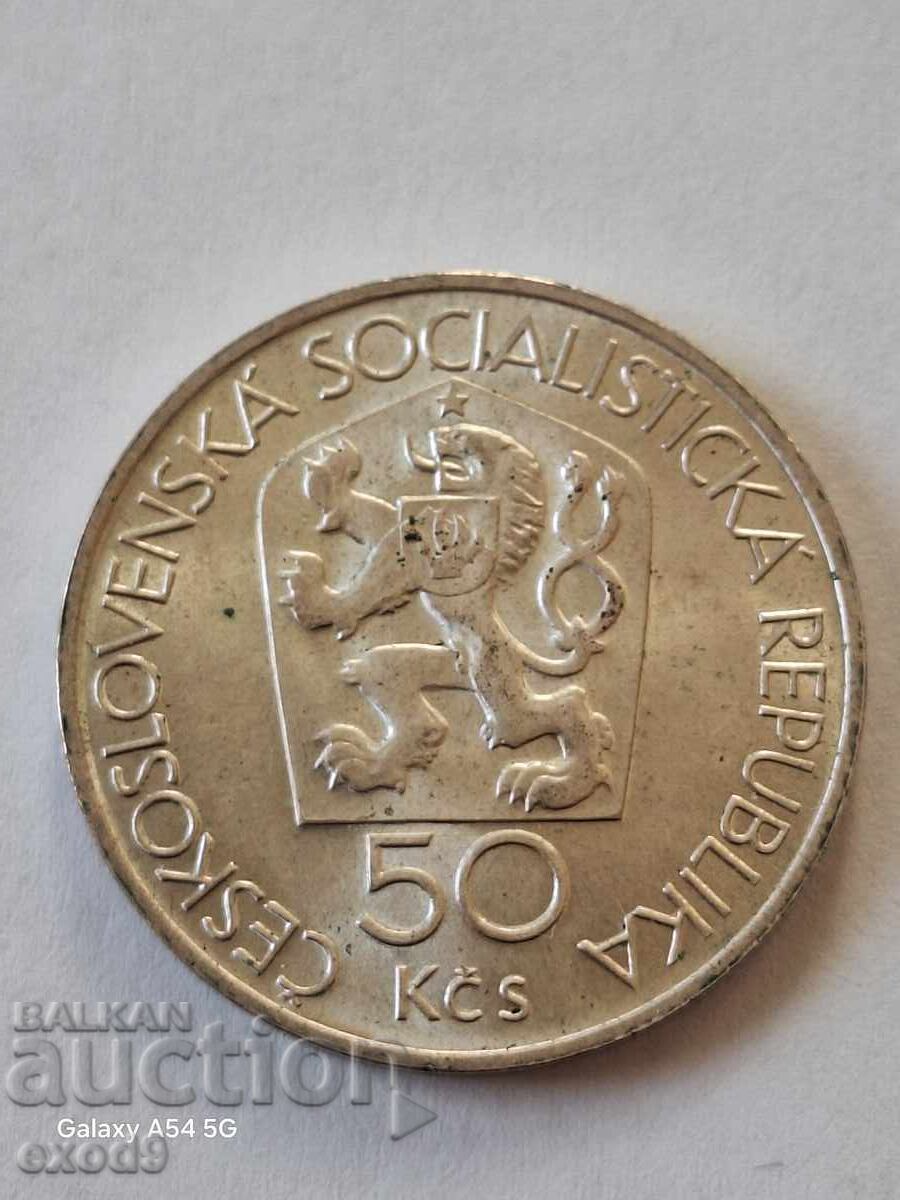 ČESKOSLOVENSKÁ SOCIALISTICKÁ REPUBLIKA
50
Kčs
BALKAN
auction
Galaxy A54 5G
exod9